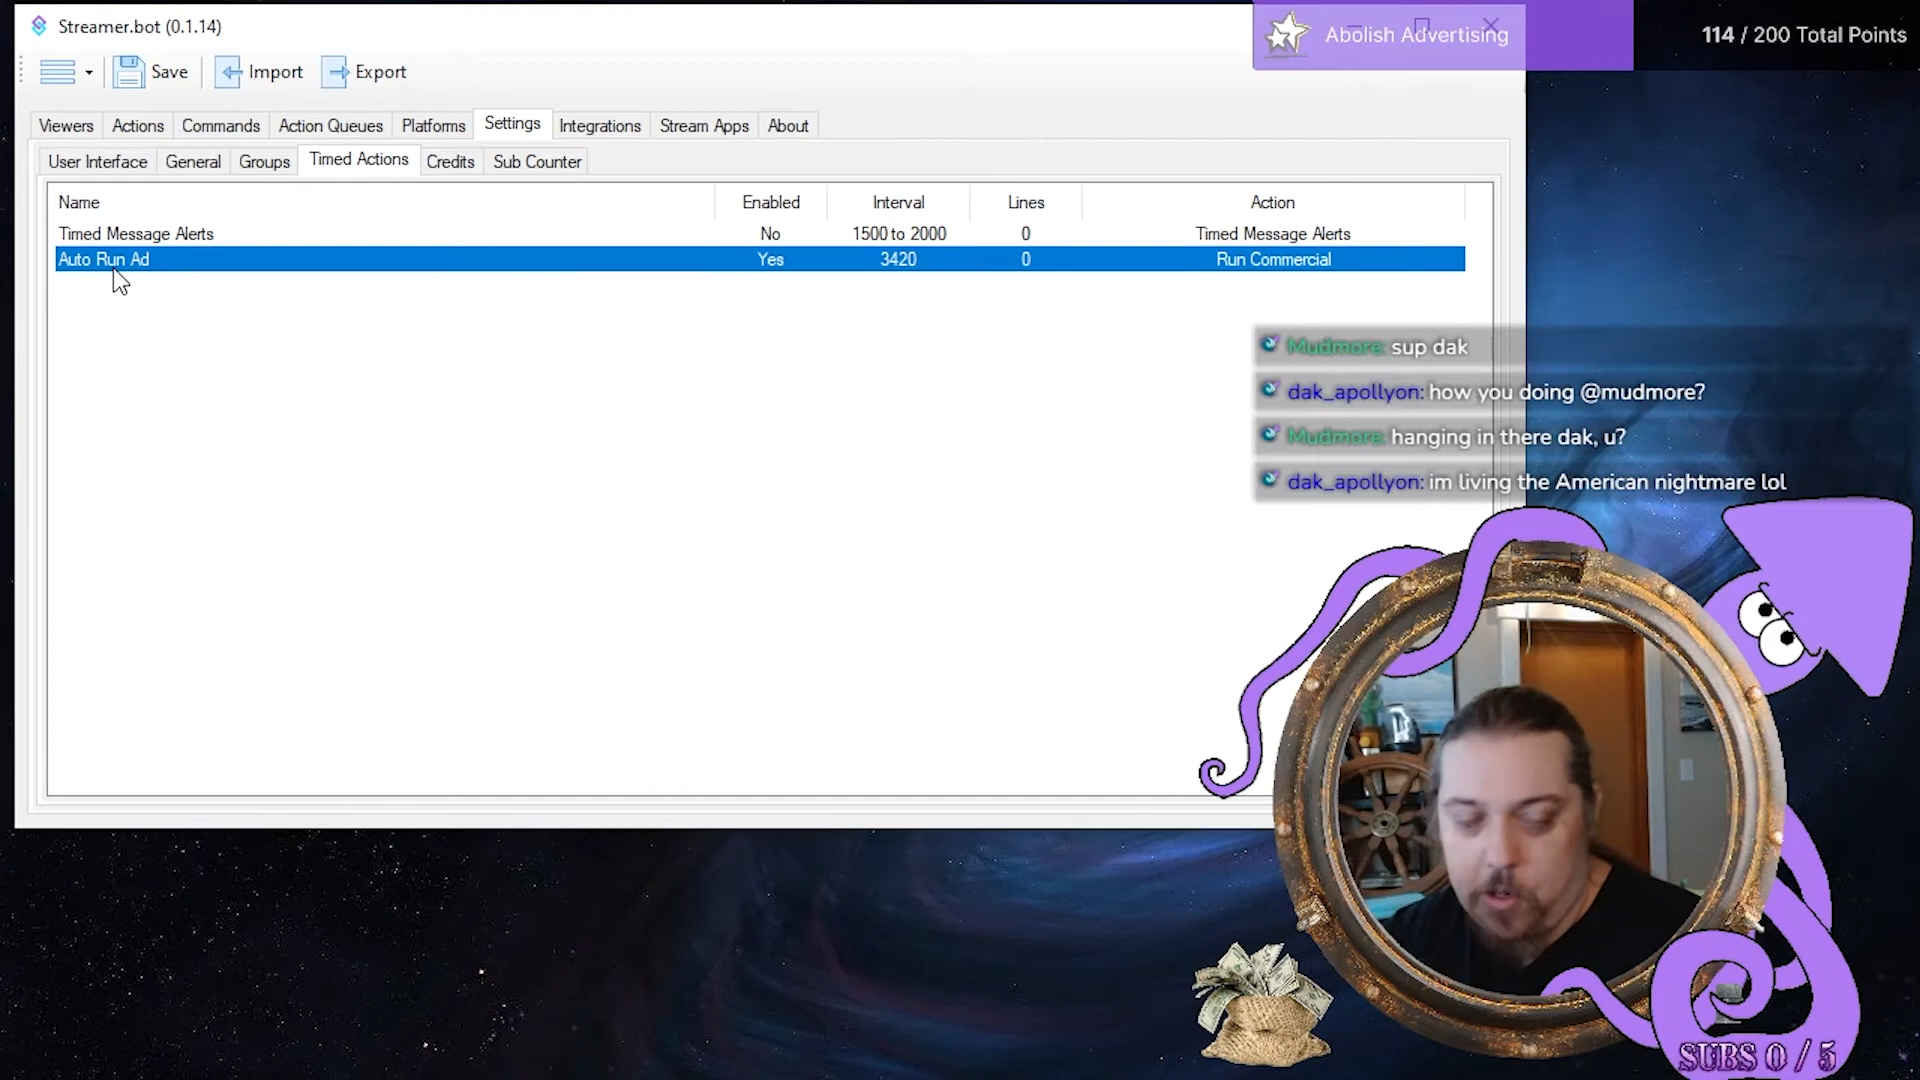 Streamer.bot (0.1.14)
Abolish Advertising
114 / 200 Total Points
Save Import Export
Viewers Actions Commands Action Queues Platforms Settings Integrations Stream Apps About
User Interface General Groups Timed Actions Credits Sub Counter
Name Enabled Interval Lines Action
Timed Message Alerts No 1500 to 2000 0 Timed Message Alerts
Auto Run Ad Yes 3420 0 Run Commercial
Mudmore: sup dak
dak_apollyon: how you doing @mudmore?
Mudmore: hanging in there dak, u?
dak_apollyon: im living the American nightmare lol
SUBS 0 / 5